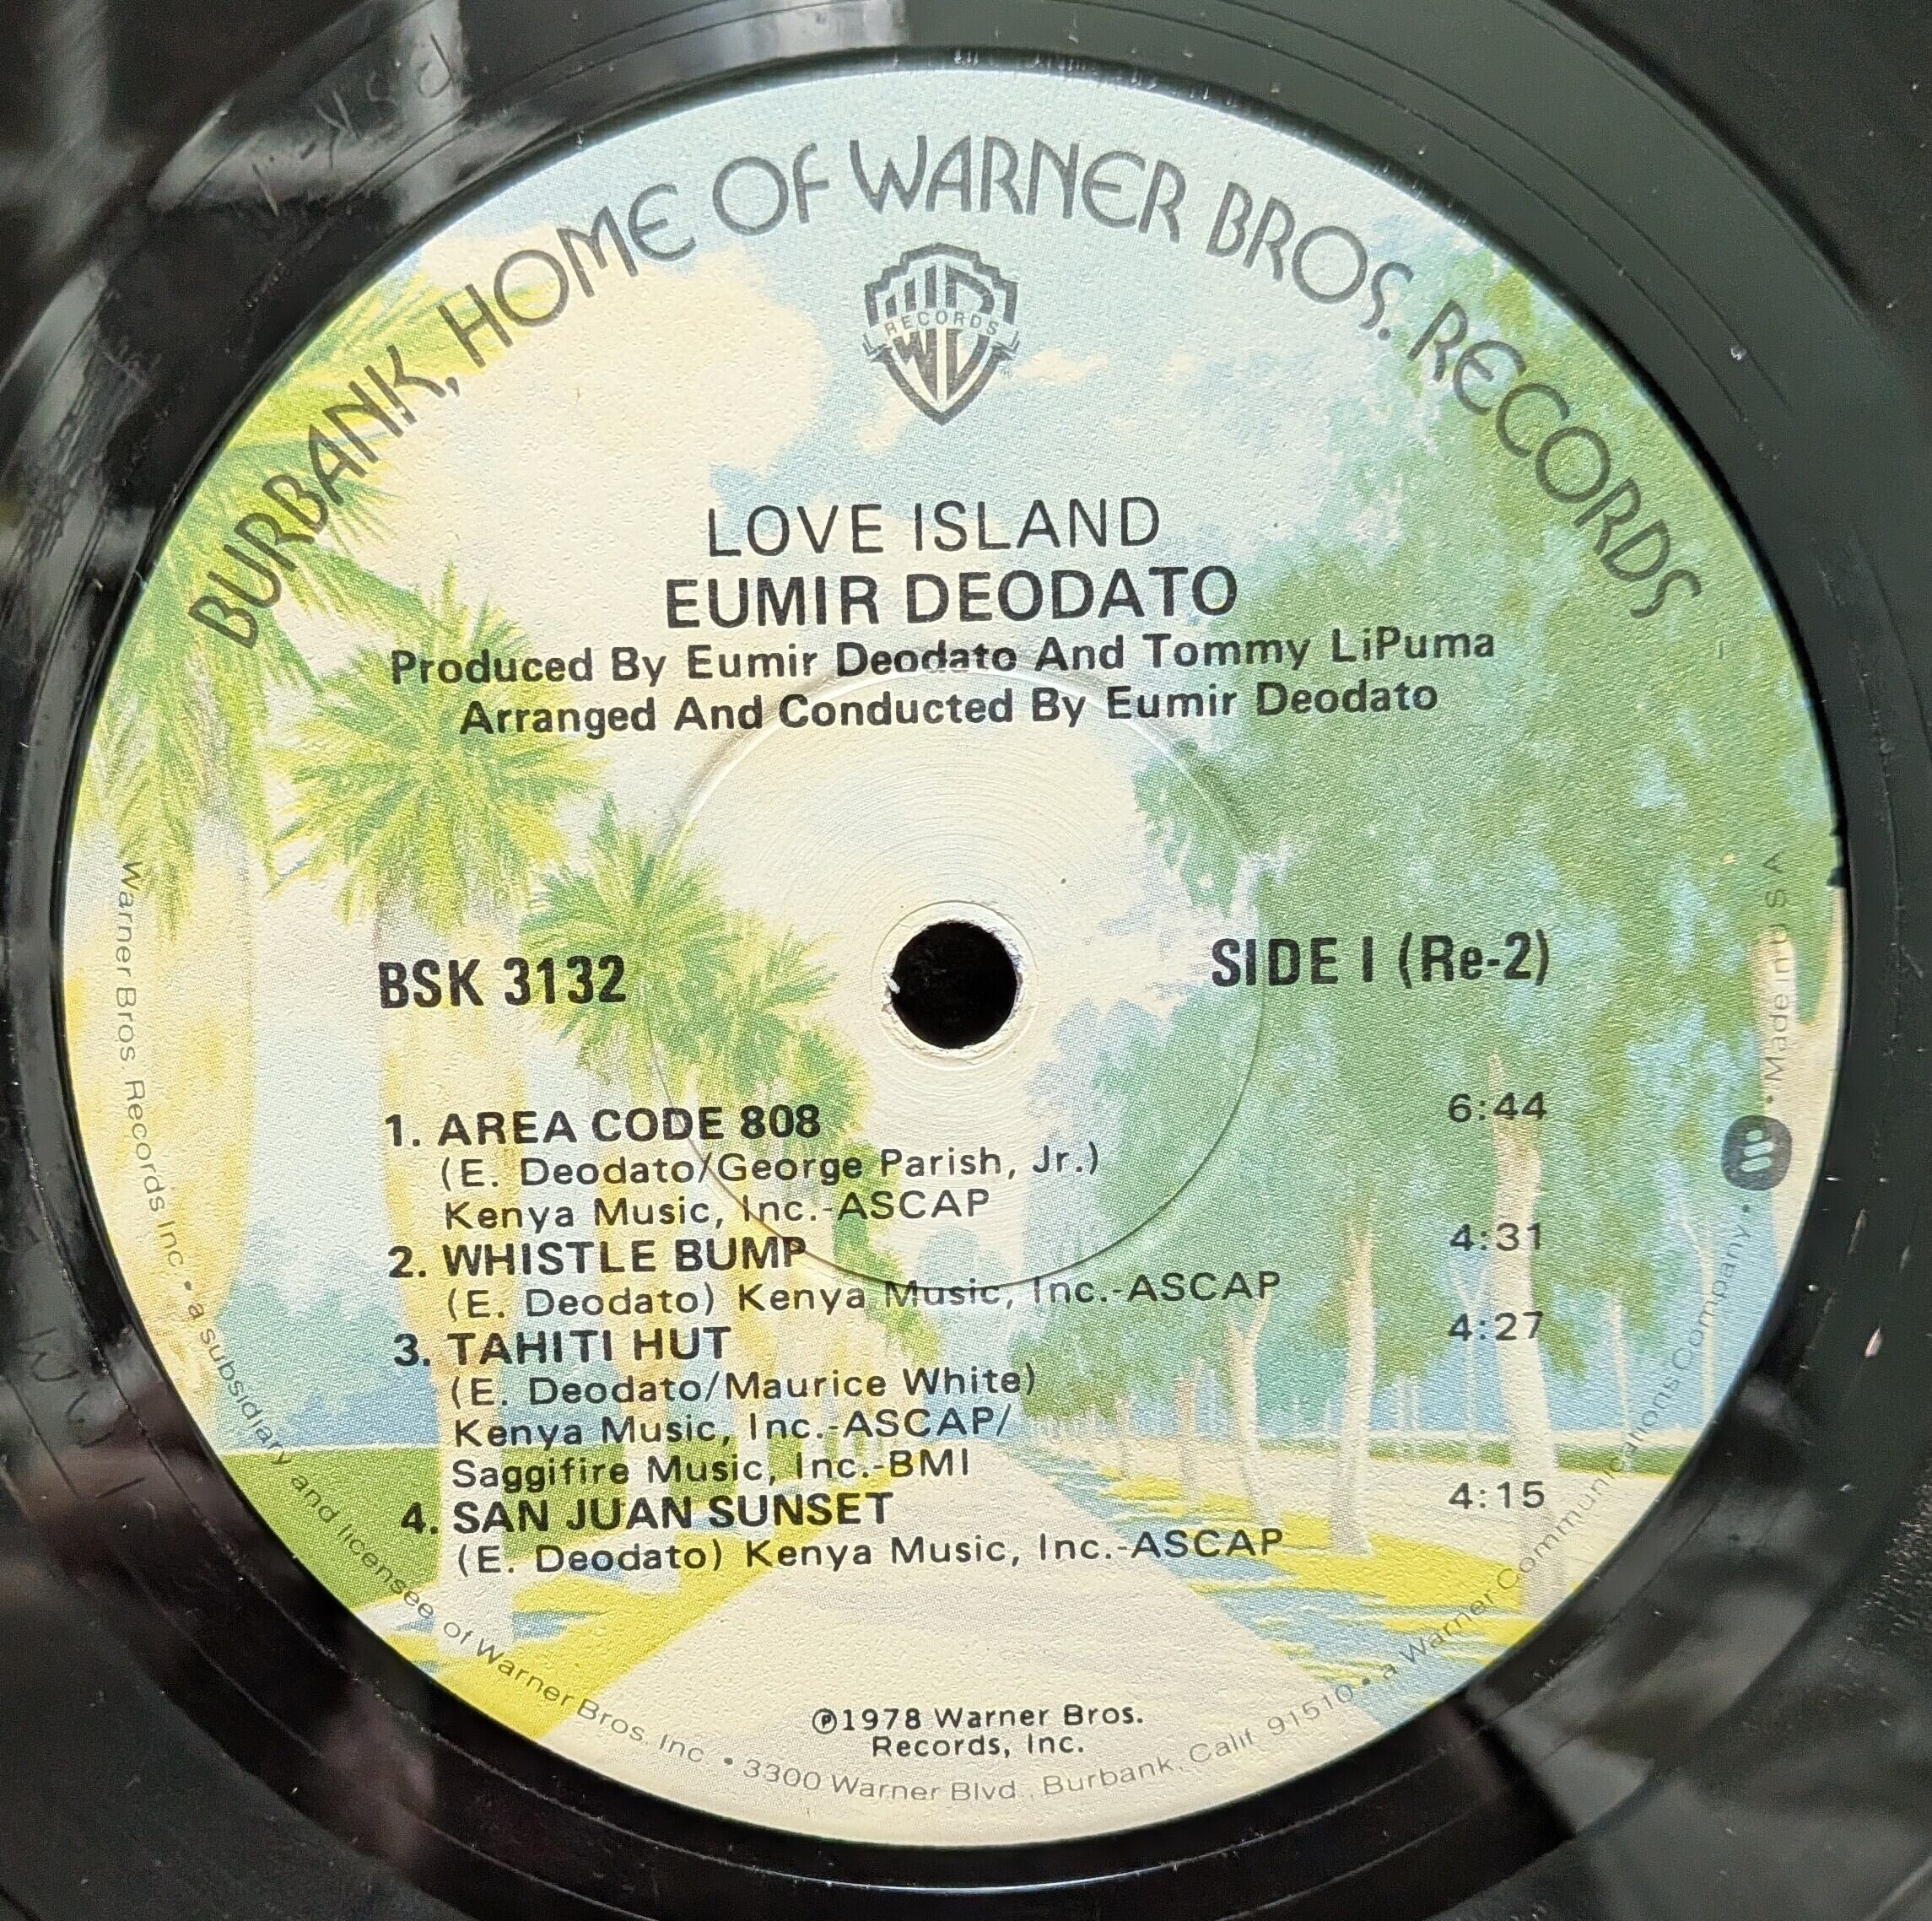 BURBANK, HOME OF WARNER BROS. RECORDS
RECORDS
LOVE ISLAND
EUMIR DEODATO
Produced By Eumir Deodato And Tommy LiPuma
Arranged And Conducted By Eumir Deodato
BSK 3132
SIDE I (Re-2)
1. AREA CODE 808 6:44
(E. Deodato/George Parish, Jr.)
Kenya Music, Inc.-ASCAP
2. WHISTLE BUMP 4:31
(E. Deodato) Kenya Music, Inc.-ASCAP
3. TAHITI HUT 4:27
(E. Deodato/Maurice White)
Kenya Music, Inc.-ASCAP/
Saggifire Music, Inc.-BMI
4. SAN JUAN SUNSET 4:15
(E. Deodato) Kenya Music, Inc.-ASCAP
℗1978 Warner Bros.
Records, Inc.
Warner Bros. Records Inc. • a subsidiary and licensee of Warner Bros. Inc. • 3300 Warner Blvd., Burbank, Calif. 91510 • a Warner Communications Company • • Made in U S A